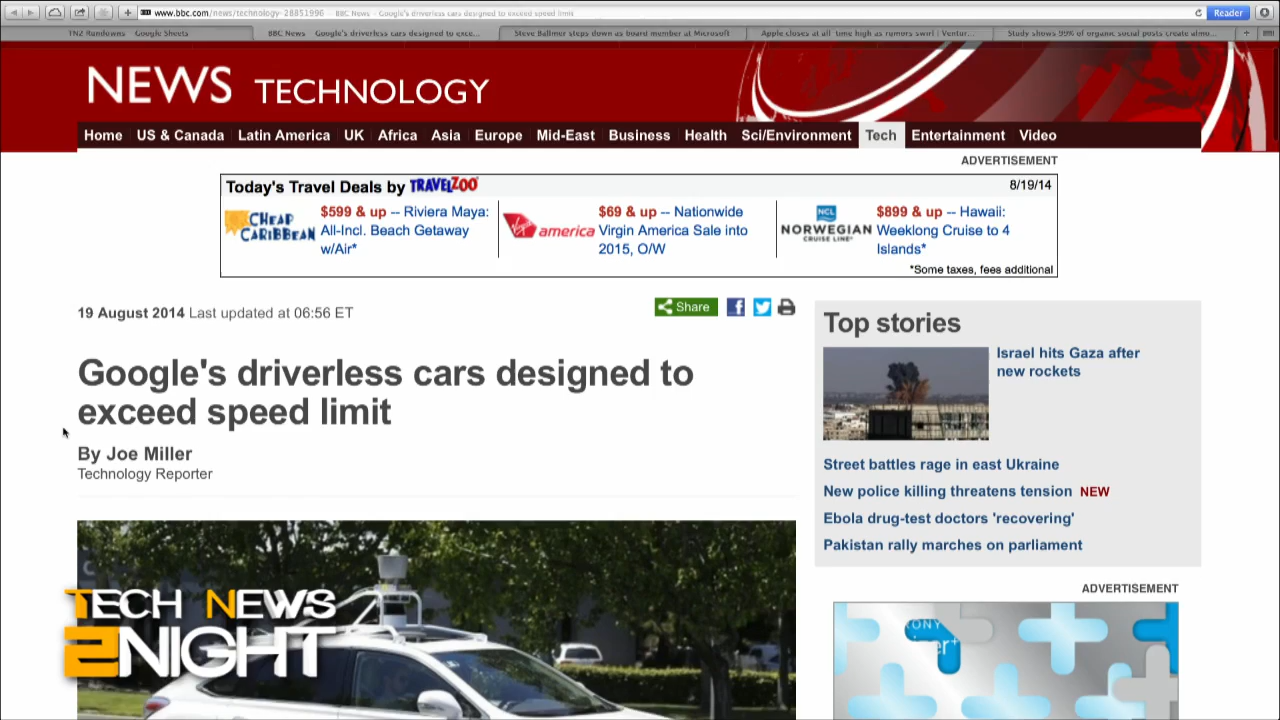 www.bbc.com/news/technology-28851996 BBC News - Google's driverless cars designed to exceed speed limit
Reader
TN2 Rundowns - Google Sheets
BBC News - Google's driverless cars designed to exce...
Steve Ballmer steps down as board member at Microsoft
Apple closes at all-time high as rumors swirl | Ventur...
Study shows 99% of organic social posts create almo...
NEWS TECHNOLOGY
Home US & Canada Latin America UK Africa Asia Europe Mid-East Business Health Sci/Environment Tech Entertainment Video
ADVERTISEMENT
Today's Travel Deals by TRAVELZOO
8/19/14
CHEAP CARIBBEAN
$599 & up -- Riviera Maya:
All-Incl. Beach Getaway
w/Air*
america
$69 & up -- Nationwide
Virgin America Sale into
2015, O/W
NCL
NORWEGIAN
CRUISE LINE
$899 & up -- Hawaii:
Weeklong Cruise to 4
Islands*
*Some taxes, fees additional
19 August 2014 Last updated at 06:56 ET
Share
Google's driverless cars designed to
exceed speed limit
By Joe Miller
Technology Reporter
Top stories
Israel hits Gaza after
new rockets
Street battles rage in east Ukraine
New police killing threatens tension NEW
Ebola drug-test doctors 'recovering'
Pakistan rally marches on parliament
ADVERTISEMENT
TECH NEWS
2NIGHT